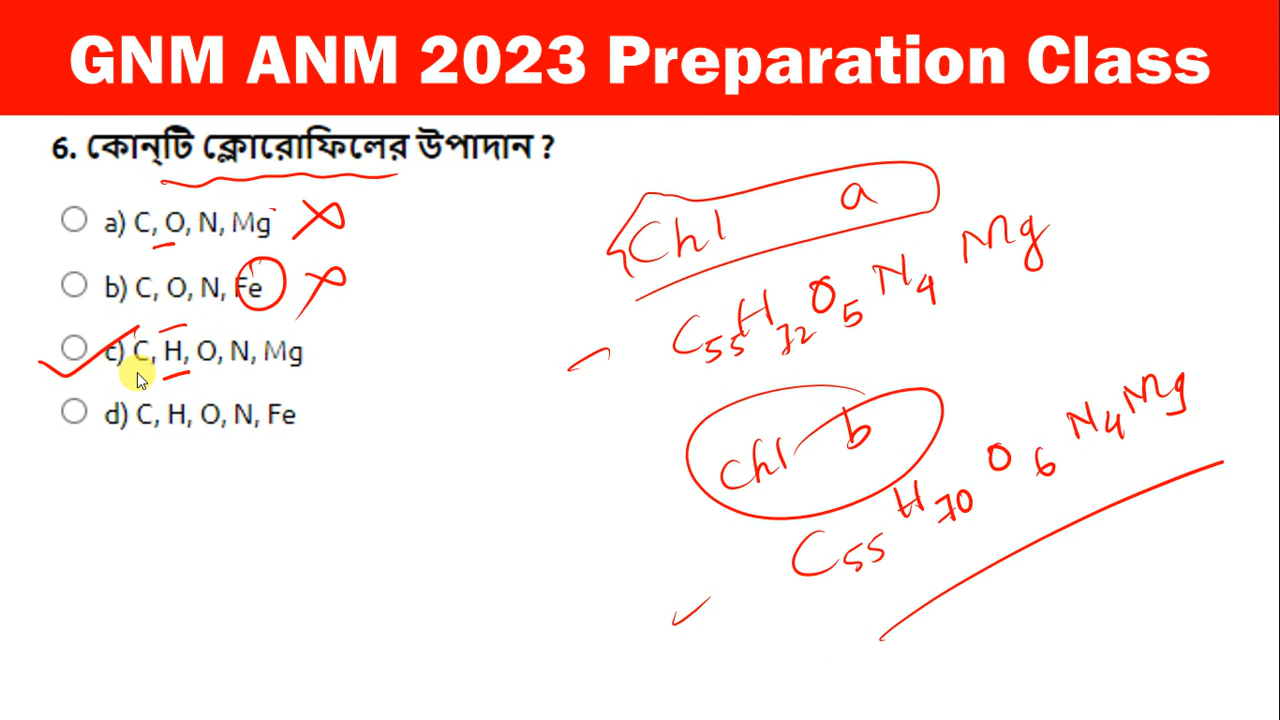 GNM ANM 2023 Preparation Class
6. কোন্‌টি ক্লোরোফিলের উপাদান ?
a) C, O, N, Mg
b) C, O, N, Fe
c) C, H, O, N, Mg
d) C, H, O, N, Fe
Chl a
C55H72O5N4Mg
Chl b
C55H70O6N4Mg